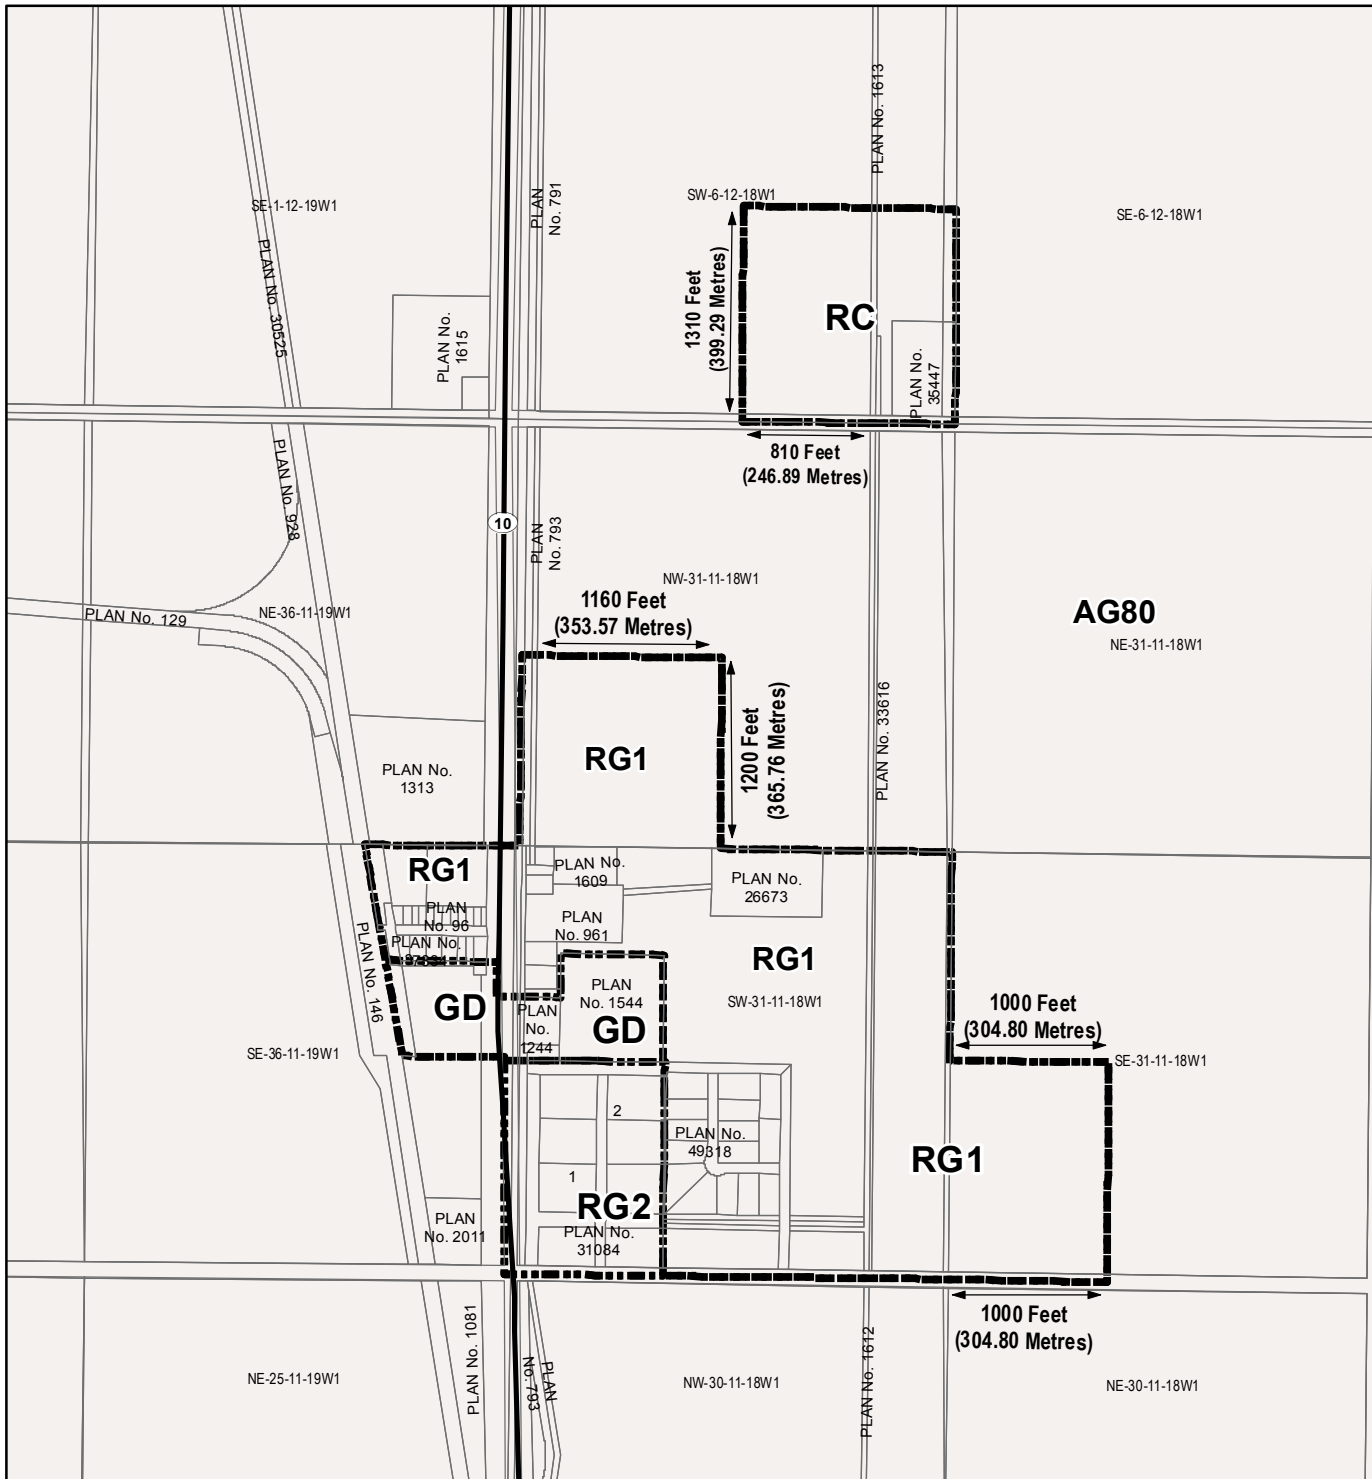 PLAN No. 1613
SE-1-12-19W1
PLAN
No. 791
SW-6-12-18W1
SE-6-12-18W1
PLAN No. 30525
1310 Feet
(399.29 Metres)
RC
PLAN No.
1615
PLAN No.
35447
810 Feet
(246.89 Metres)
PLAN No. 928
10
PLAN
No. 793
NW-31-11-18W1
1160 Feet
(353.57 Metres)
AG80
NE-31-11-18W1
PLAN No. 129
NE-36-11-19W1
1200 Feet
(365.76 Metres)
PLAN No. 33616
RG1
PLAN No.
1313
RG1
PLAN No.
1609
PLAN No.
26673
PLAN
No. 96
PLAN
No. 961
PLAN No.
PLAN No. 146
RG1
SW-31-11-18W1
GD
PLAN
No. 1544
GD
PLAN
No.
1244
1000 Feet
(304.80 Metres)
SE-36-11-19W1
SE-31-11-18W1
2
PLAN No.
49318
RG1
1
RG2
PLAN No.
31084
PLAN
No. 2011
1000 Feet
(304.80 Metres)
PLAN No. 1081
PLAN
No. 793
PLAN No. 1612
NE-25-11-19W1
NW-30-11-18W1
NE-30-11-18W1